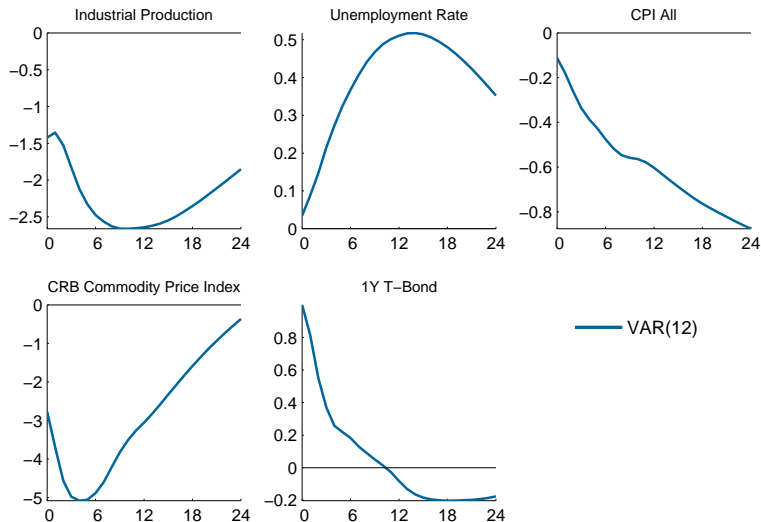 Industrial Production
0
−0.5
−1
−1.5
−2
−2.5
0 6 12 18 24
Unemployment Rate
0.5
0.4
0.3
0.2
0.1
0
0 6 12 18 24
CPI All
0
−0.2
−0.4
−0.6
−0.8
0 6 12 18 24
CRB Commodity Price Index
0
−1
−2
−3
−4
−5
0 6 12 18 24
1Y T−Bond
0.8
0.6
0.4
0.2
0
−0.2
0 6 12 18 24
VAR(12)